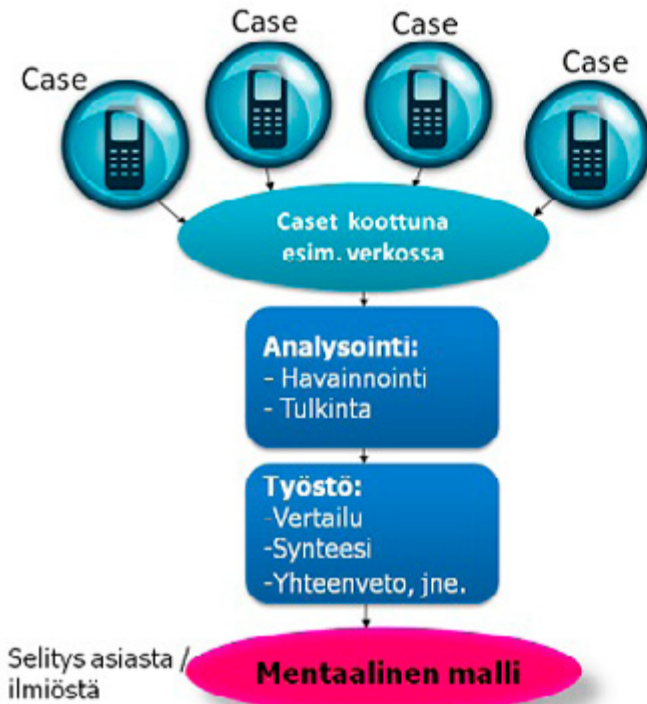 Case
Case
Case
Case
Caset koottuna
esim. verkossa
Analysointi:
- Havainnointi
- Tulkinta
Työstö:
-Vertailu
-Synteesi
-Yhteenveto, jne.
Selitys asiasta /
ilmiöstä
Mentaalinen malli